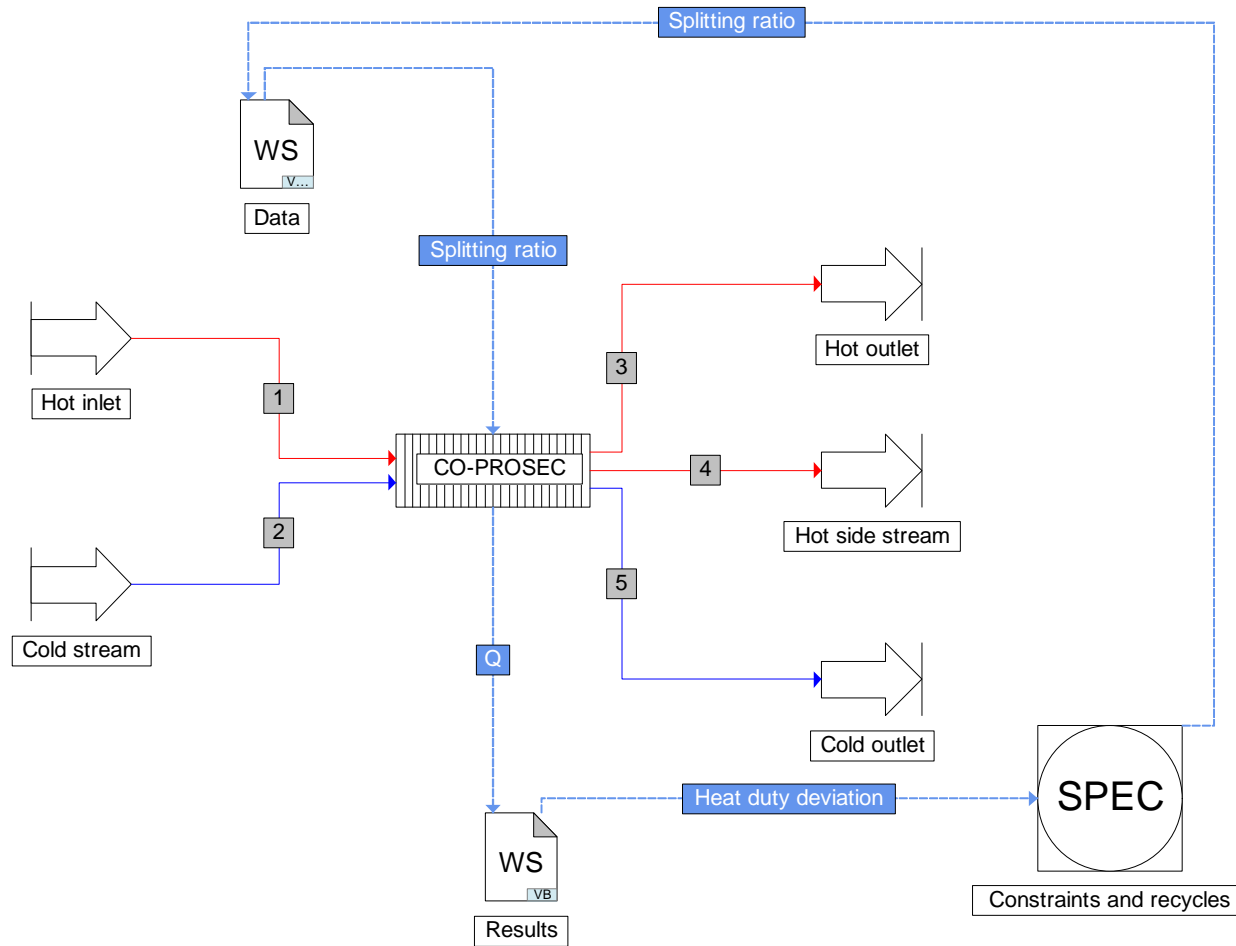 Splitting ratio
WS
V...
Data
Splitting ratio
Hot inlet
1
3
Hot outlet
CO-PROSEC
4
Hot side stream
2
Cold stream
5
Q
Cold outlet
Heat duty deviation
SPEC
WS
VB
Results
Constraints and recycles